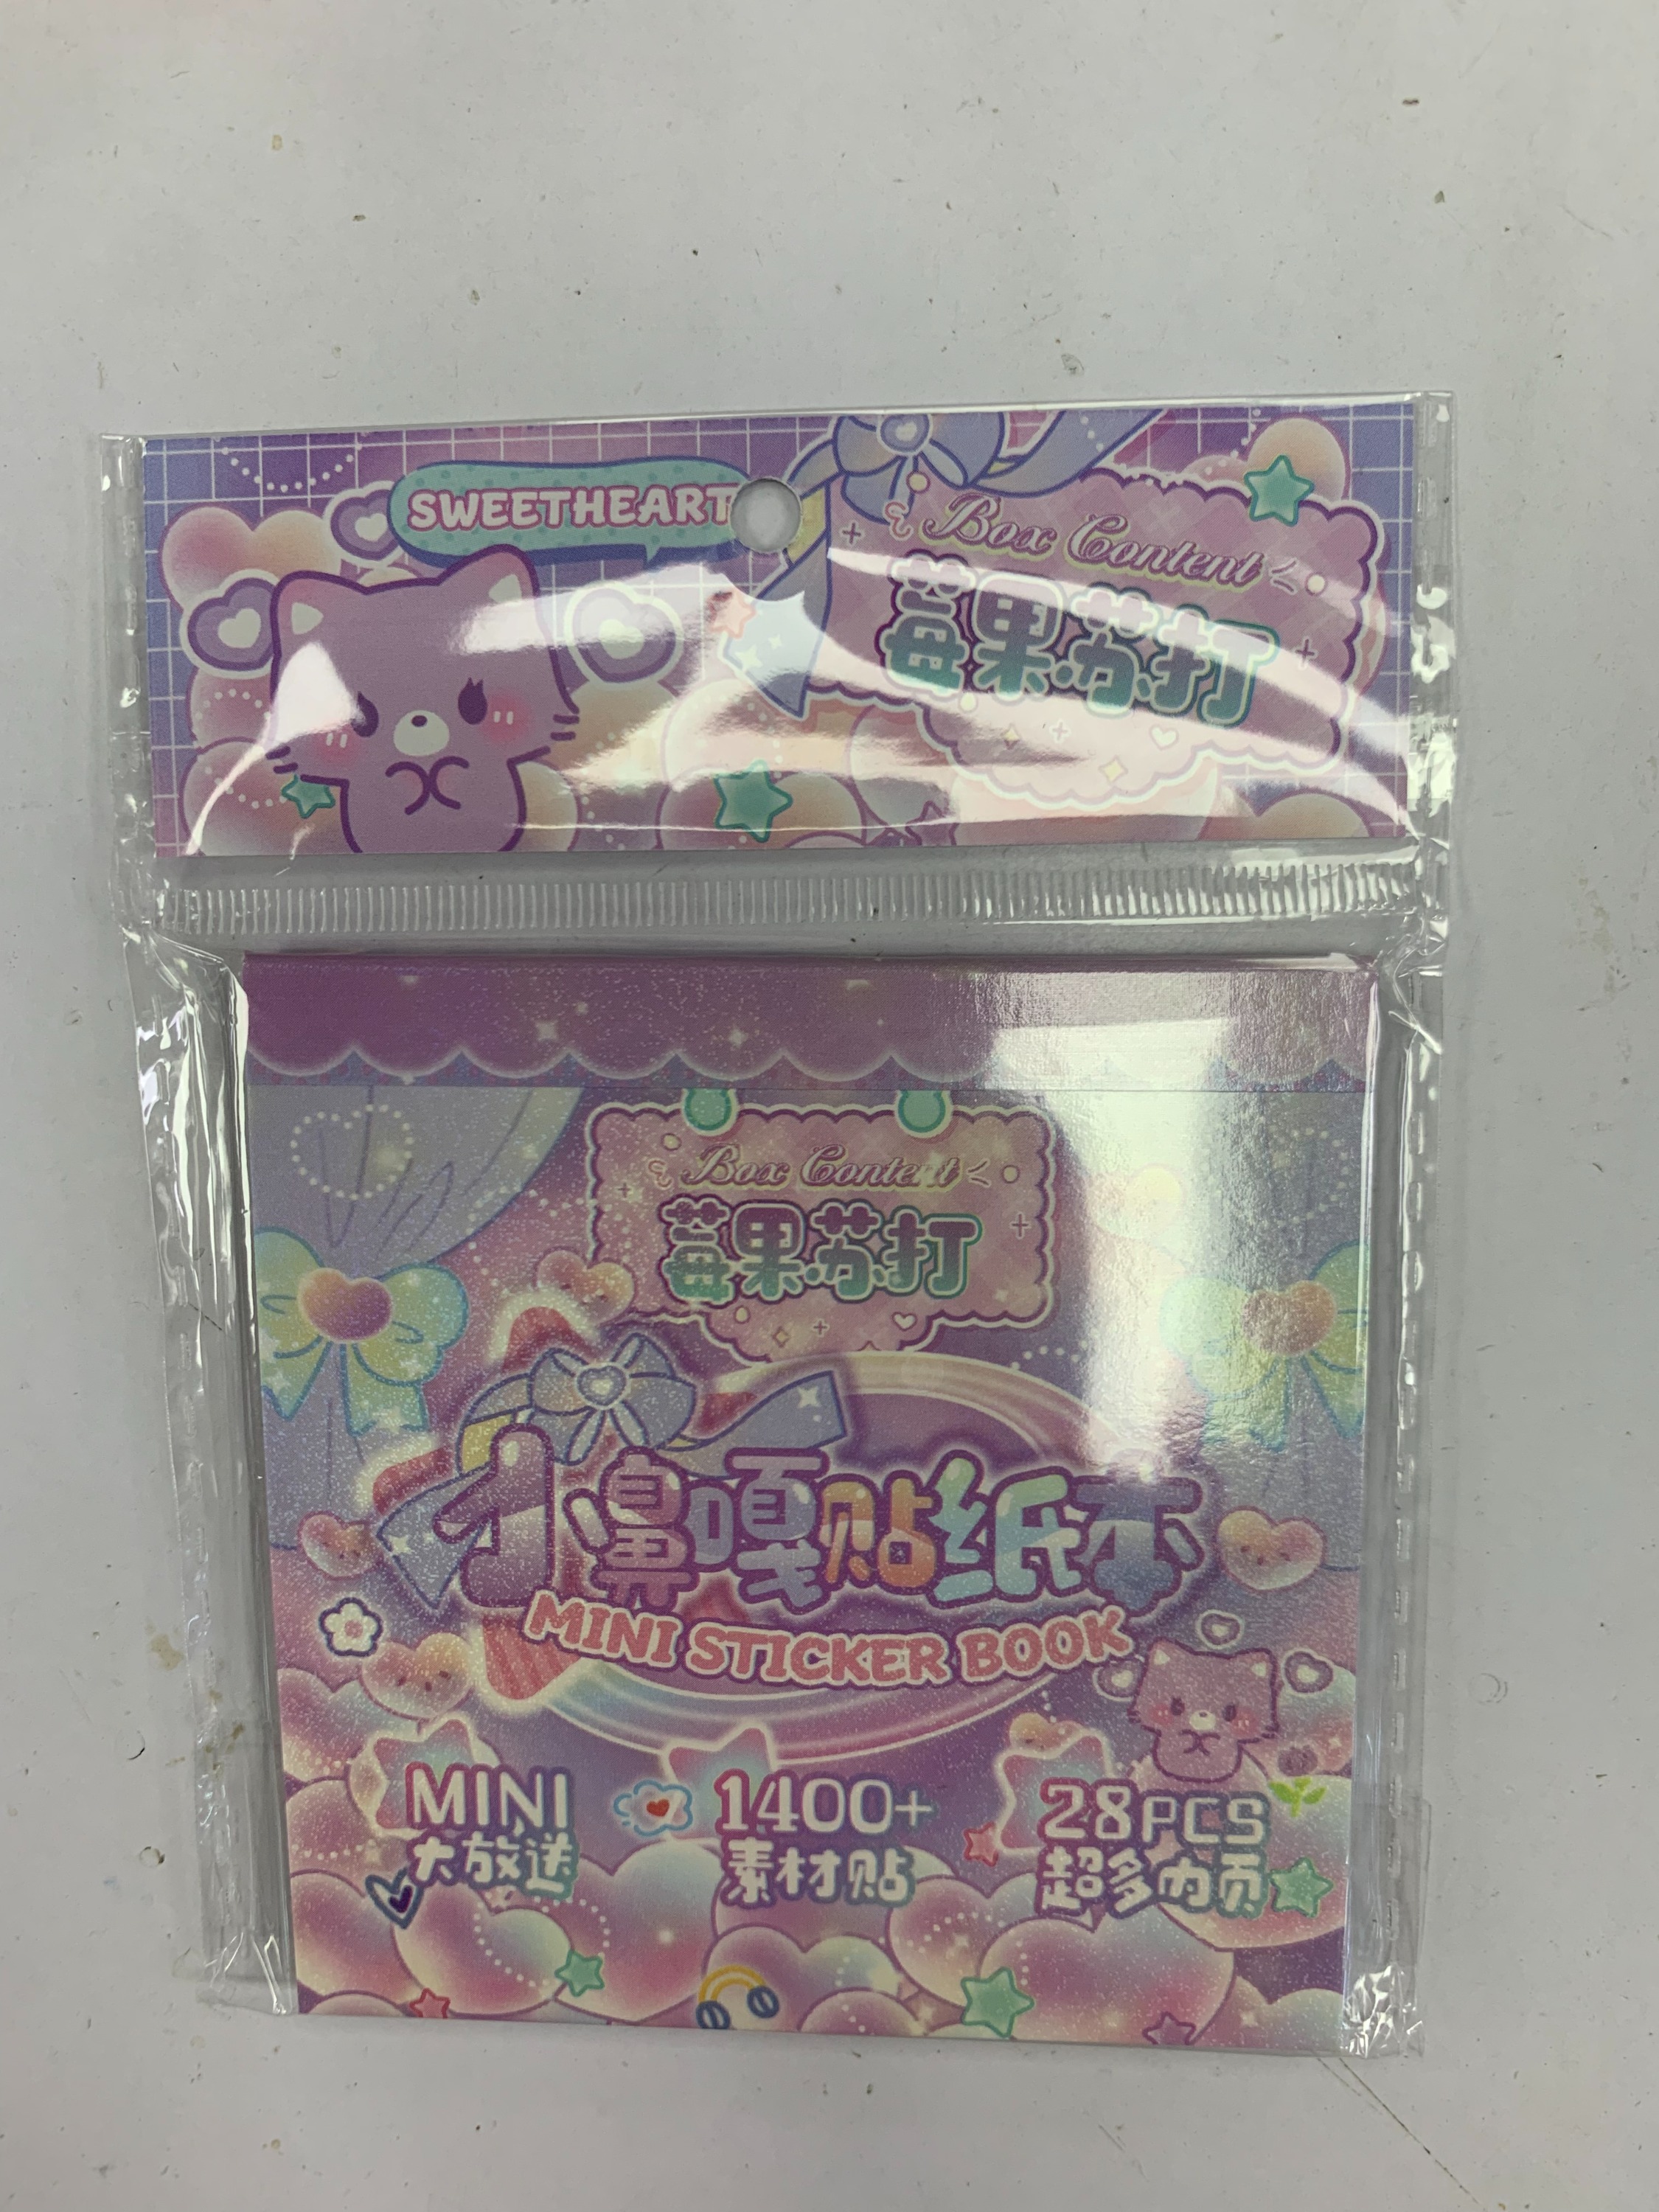 SWEETHEART
Box Content
莓果苏打
Box Content
莓果苏打
小鼻嘎贴纸本
MINI STICKER BOOK
MINI
大放送
1400+
素材贴
28PCS
超多内页